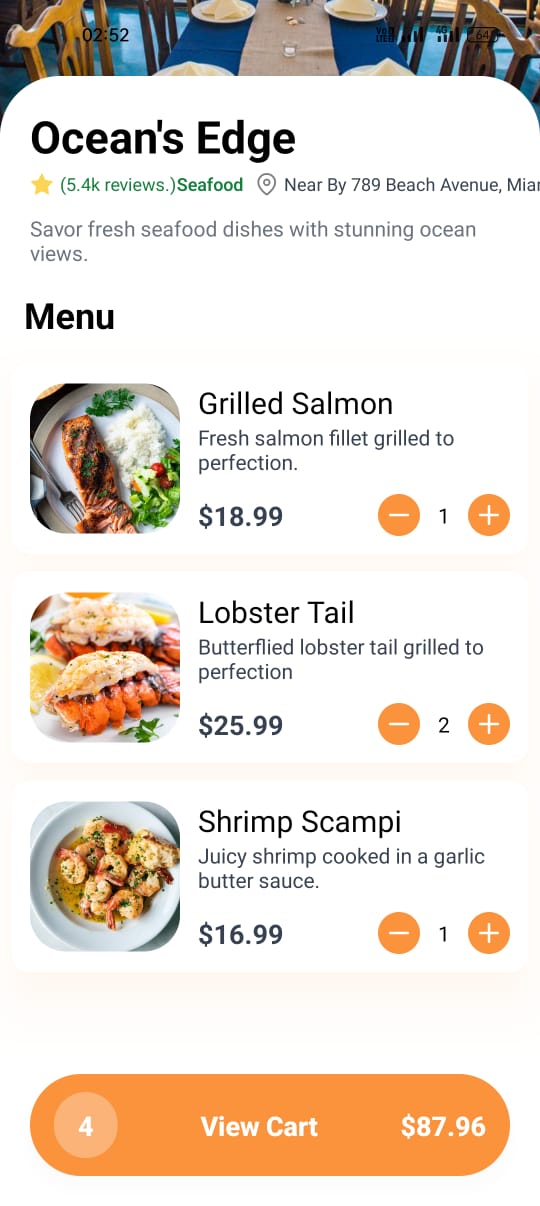 02:52 Vo LTE 4G 64
Ocean's Edge
(5.4k reviews.)Seafood Near By 789 Beach Avenue, Miar
Savor fresh seafood dishes with stunning ocean
views.
Menu
Grilled Salmon
Fresh salmon fillet grilled to
perfection.
$18.99 1
Lobster Tail
Butterflied lobster tail grilled to
perfection
$25.99 2
Shrimp Scampi
Juicy shrimp cooked in a garlic
butter sauce.
$16.99 1
4 View Cart $87.96